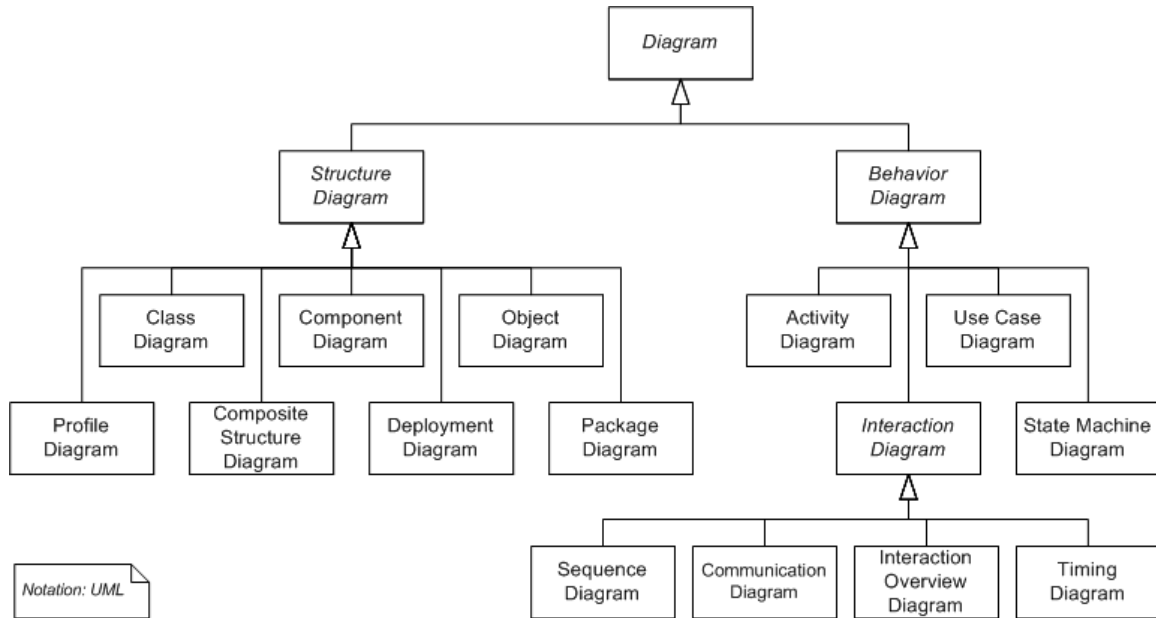 Diagram
Structure
Diagram
Behavior
Diagram
Class
Diagram
Component
Diagram
Object
Diagram
Activity
Diagram
Use Case
Diagram
Profile
Diagram
Composite
Structure
Diagram
Deployment
Diagram
Package
Diagram
Interaction
Diagram
State Machine
Diagram
Sequence
Diagram
Communication
Diagram
Interaction
Overview
Diagram
Timing
Diagram
Notation: UML